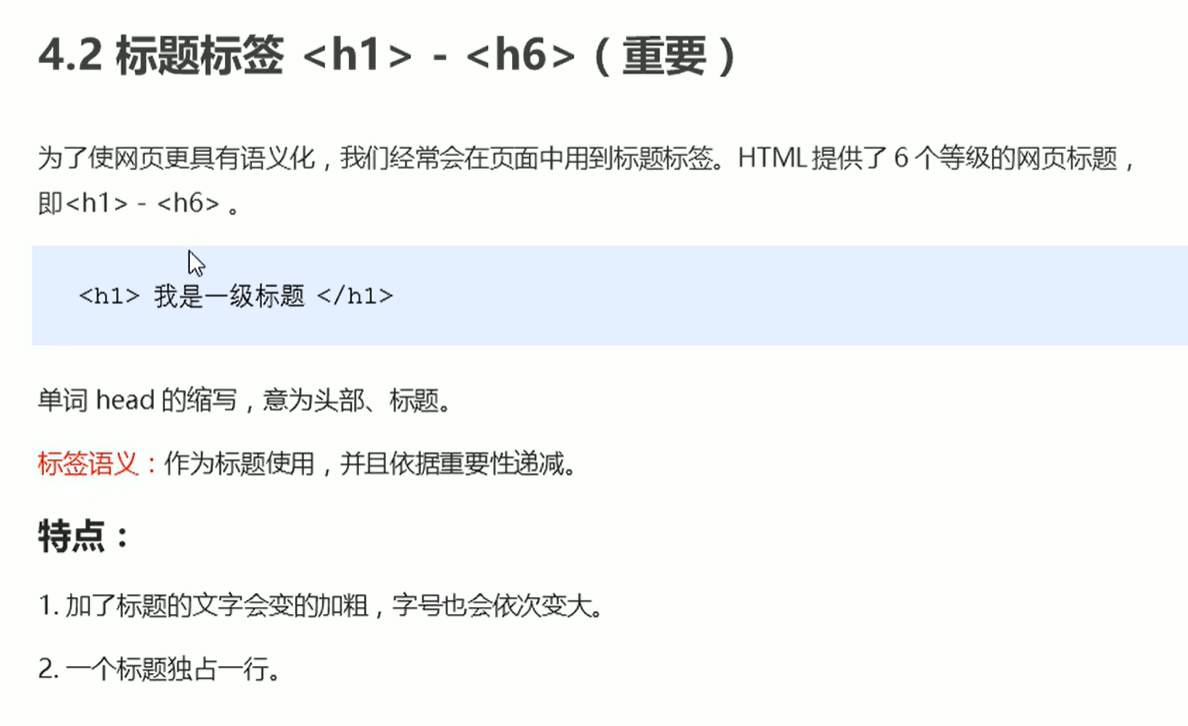 4.2 标题标签 <h1> - <h6>（重要）
为了使网页更具有语义化，我们经常会在页面中用到标题标签。HTML提供了 6 个等级的网页标题，
即<h1> - <h6> 。
<h1> 我是一级标题 </h1>
单词 head 的缩写，意为头部、标题。
标签语义：作为标题使用，并且依据重要性递减。
特点：
1. 加了标题的文字会变的加粗，字号也会依次变大。
2. 一个标题独占一行。